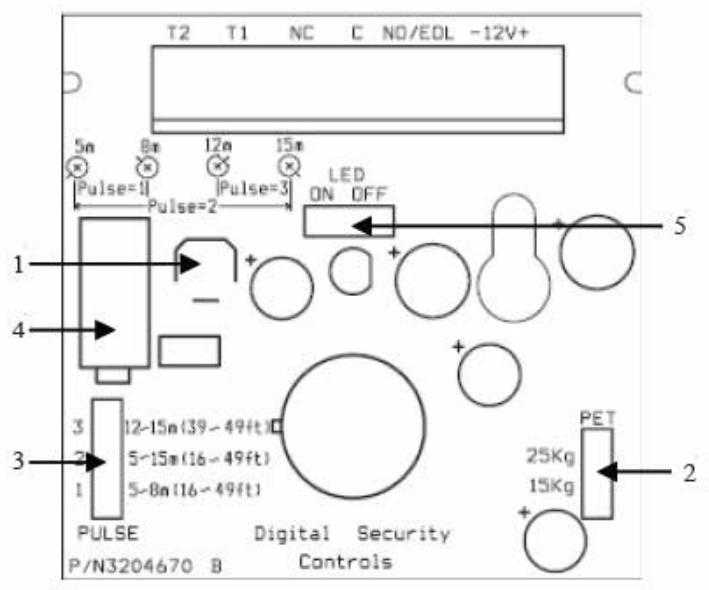 T2 T1 NC C NO/EDL -12V+
5m 8m 12m 15m
Pulse=1 Pulse=3
Pulse=2
LED
ON OFF
5
1
4
3 12~15m(39~49ft)
PET
3
2 5~15m(16~49ft)
25Kg
2
1 5~8m(16~49ft)
15Kg
PULSE
Digital Security
Controls
P/N3204670 B